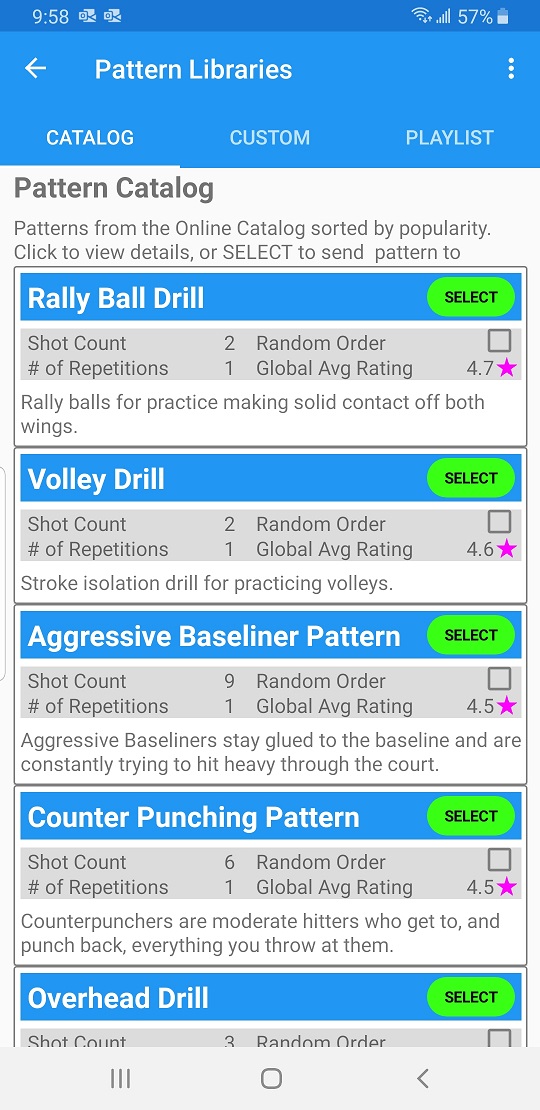 9:58
57%
Pattern Libraries
CATALOG CUSTOM PLAYLIST
Pattern Catalog
Patterns from the Online Catalog sorted by popularity.
Click to view details, or SELECT to send  pattern to
Rally Ball Drill SELECT
Shot Count 2 Random Order
# of Repetitions 1 Global Avg Rating 4.7
Rally balls for practice making solid contact off both
wings.
Volley Drill SELECT
Shot Count 2 Random Order
# of Repetitions 1 Global Avg Rating 4.6
Stroke isolation drill for practicing volleys.
Aggressive Baseliner Pattern SELECT
Shot Count 9 Random Order
# of Repetitions 1 Global Avg Rating 4.5
Aggressive Baseliners stay glued to the baseline and are
constantly trying to hit heavy through the court.
Counter Punching Pattern SELECT
Shot Count 6 Random Order
# of Repetitions 1 Global Avg Rating 4.5
Counterpunchers are moderate hitters who get to, and
punch back, everything you throw at them.
Overhead Drill SELECT
Shot Count 3 Random Order